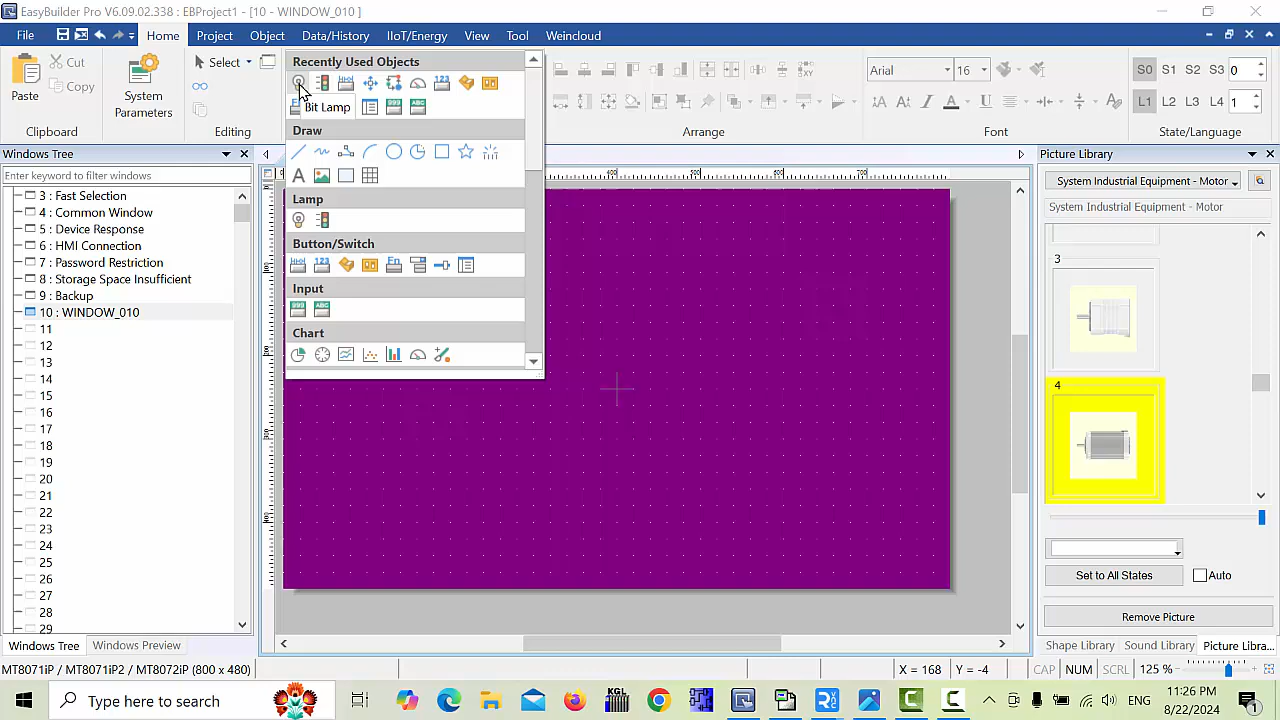 EasyBuilder Pro V6.09.02.338 : EBProject1 - [10 - WINDOW_010 ]
File Home Project Object Data/History IIoT/Energy View Tool Weincloud
Paste
Cut
Copy
System
Parameters
Select
Editing
Recently Used Objects
Bit Lamp
Draw
Lamp
Button/Switch
Input
Chart
Arrange
Arial 16
Font
S0 S1 S2 S3 0
L1 L2 L3 L4 1
State/Language
Windows Tree
Enter keyword to filter windows
3 : Fast Selection
4 : Common Window
5 : Device Response
6 : HMI Connection
7 : Password Restriction
8 : Storage Space Insufficient
9 : Backup
10 : WINDOW_010
11
12
13
14
15
16
17
18
19
20
21
22
23
24
25
26
27
28
29
Windows Tree Windows Preview
400 500 600 700
Picture Library
System Industrial Equipment - Motor
System Industrial Equipment - Motor
3
4
Set to All States Auto
Remove Picture
Shape Library Sound Library Picture Libra...
MT8071iP / MT8071iP2 / MT8072iP (800 x 480) X = 168 Y = -4 CAP NUM SCRL 125 %
Type here to search
KGL
ENG
11:26 PM
8/22/2024
1